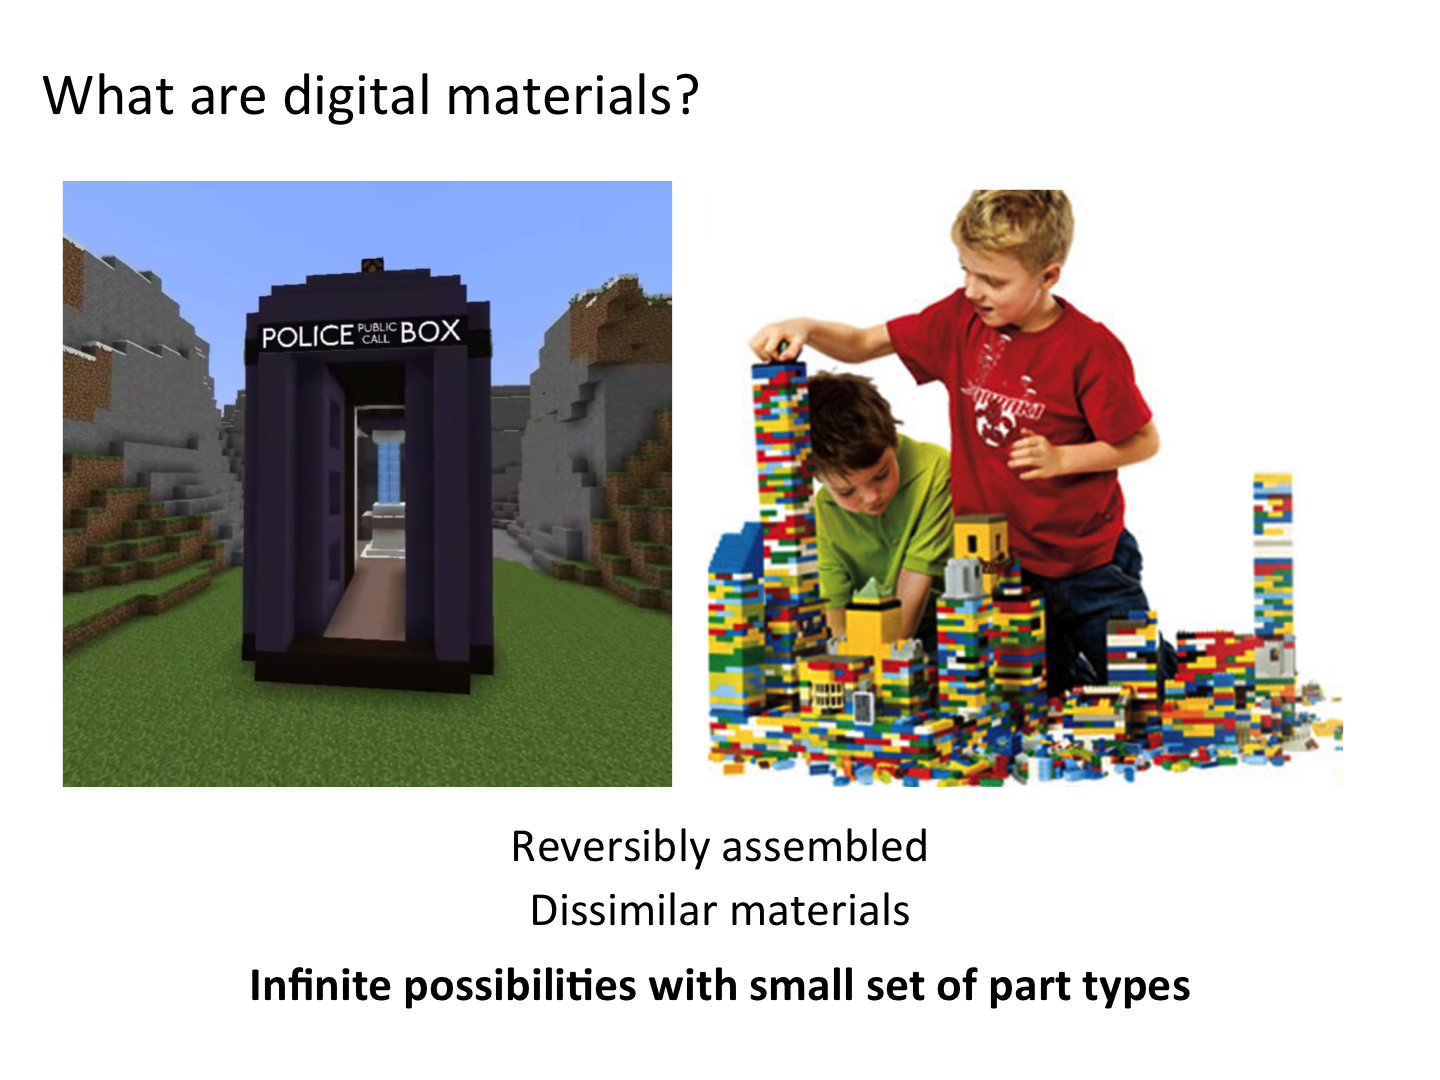 What are digital materials?
POLICE PUBLIC CALL BOX
Reversibly assembled
Dissimilar materials
Infinite possibilities with small set of part types